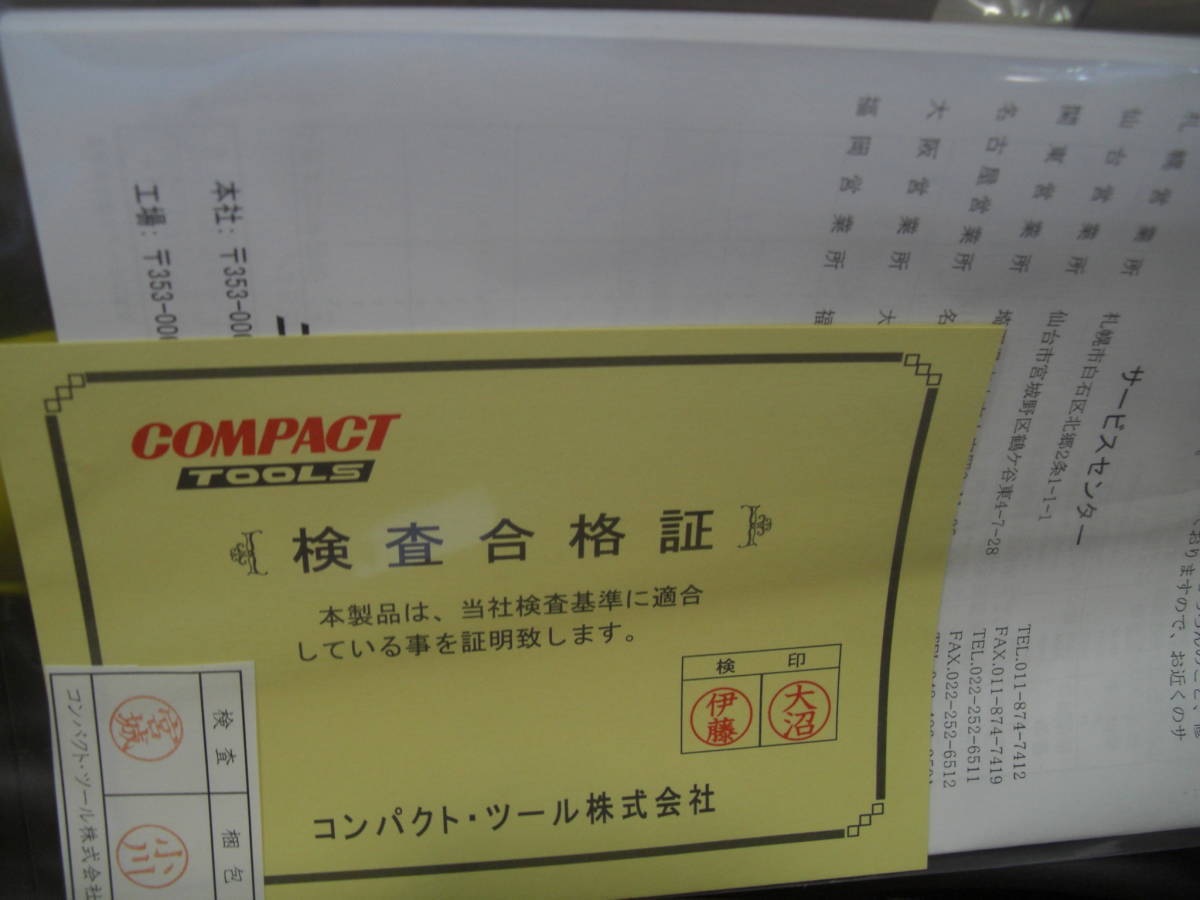 COMPACT
TOOLS
検査合格証
本製品は、当社検査基準に適合
している事を証明致します。
検 印
伊藤 大沼
コンパクト・ツール株式会社
検査 梱包
宮城 小川
コンパクト・ツール株式会社
おりますので、お近くのサ
サービスセンター
札幌営業所 札幌市白石区北郷2条1-1-1 TEL.011-874-7412
FAX.011-874-7419
仙台営業所 仙台市宮城野区鶴ケ谷東4-7-28 TEL.022-252-6511
FAX.022-252-6512
関東営業所 埼
名古屋営業所 名
大阪営業所 大
福岡営業所 福
本社:〒353-00
工場:〒353-00